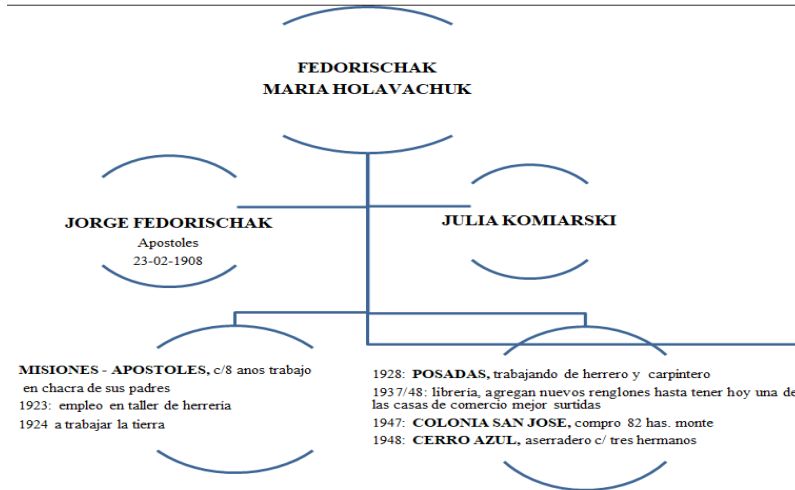 FEDORISCHAK
MARIA HOLAVACHUK
JORGE FEDORISCHAK
Apostoles
23-02-1908
JULIA KOMIARSKI
MISIONES - APOSTOLES, c/8 anos trabajo
en chacra de sus padres
1923: empleo en taller de herreria
1924 a trabajar la tierra
1928: POSADAS, trabajando de herrero y carpintero
1937/48: libreria, agregan nuevos renglones hasta tener hoy una de
las casas de comercio mejor surtidas
1947: COLONIA SAN JOSE, compro 82 has. monte
1948: CERRO AZUL, aserradero c/ tres hermanos